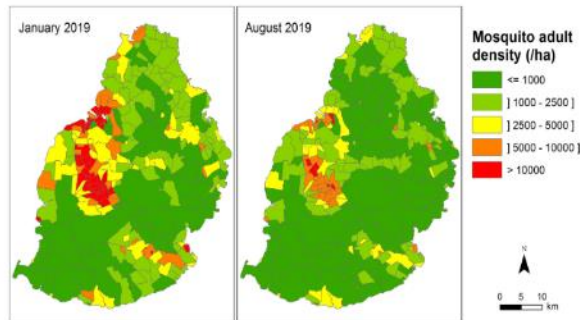 January 2019
August 2019
Mosquito adult
density (/ha)
<= 1000
] 1000 - 2500 ]
] 2500 - 5000 ]
] 5000 - 10000 ]
> 10000
N
0 5 10
km